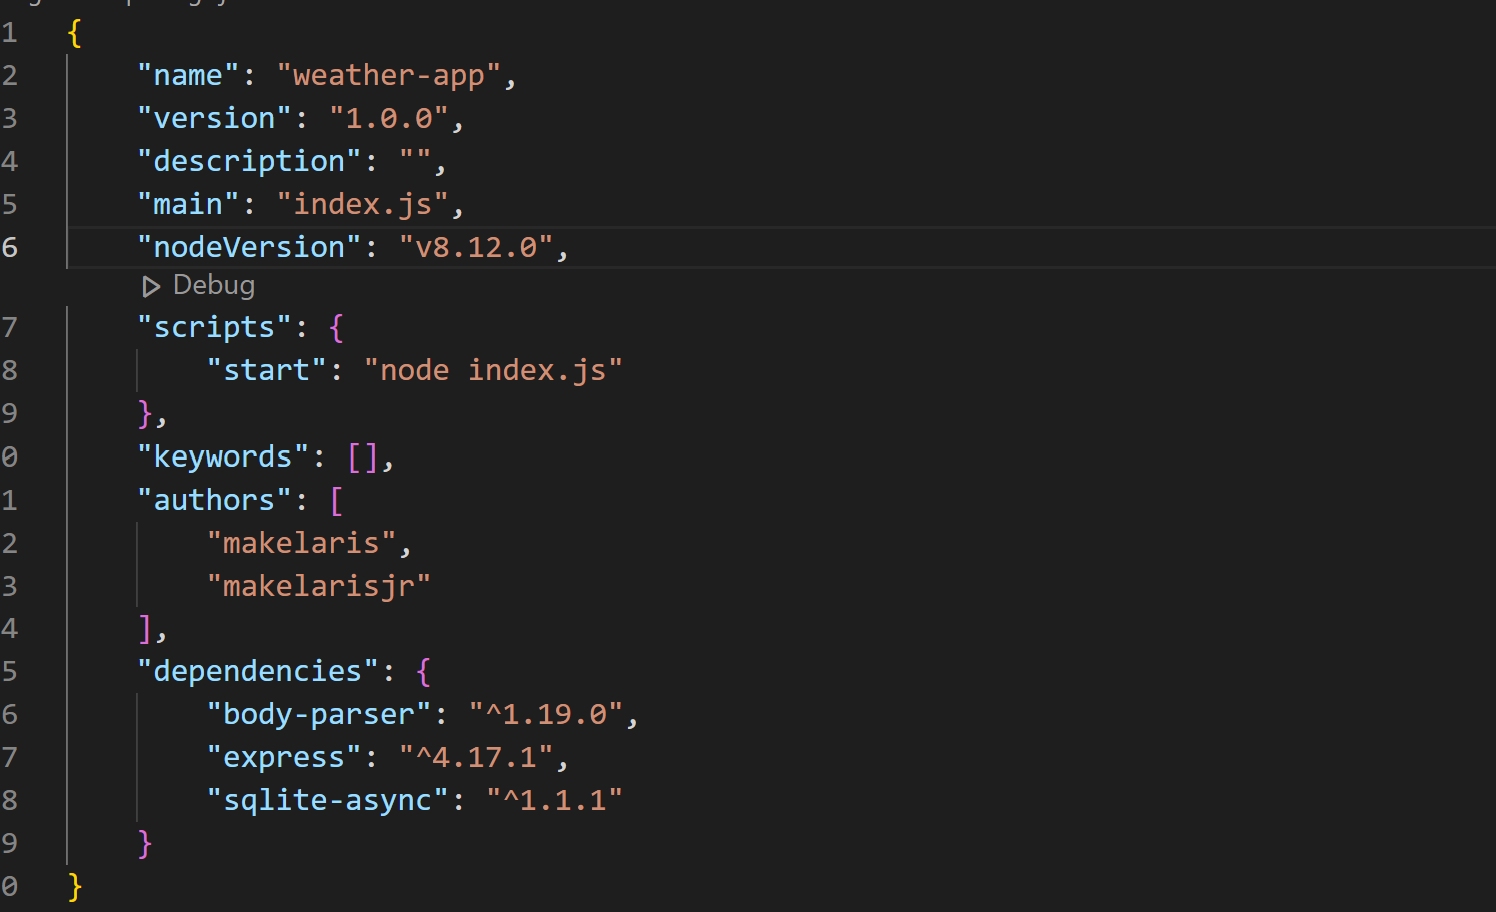 1 {
2 "name": "weather-app",
3 "version": "1.0.0",
4 "description": "",
5 "main": "index.js",
6 "nodeVersion": "v8.12.0",
Debug
7 "scripts": {
8 "start": "node index.js"
9 },
0 "keywords": [],
1 "authors": [
2 "makelaris",
3 "makelarisjr"
4 ],
5 "dependencies": {
6 "body-parser": "^1.19.0",
7 "express": "^4.17.1",
8 "sqlite-async": "^1.1.1"
9 }
0 }